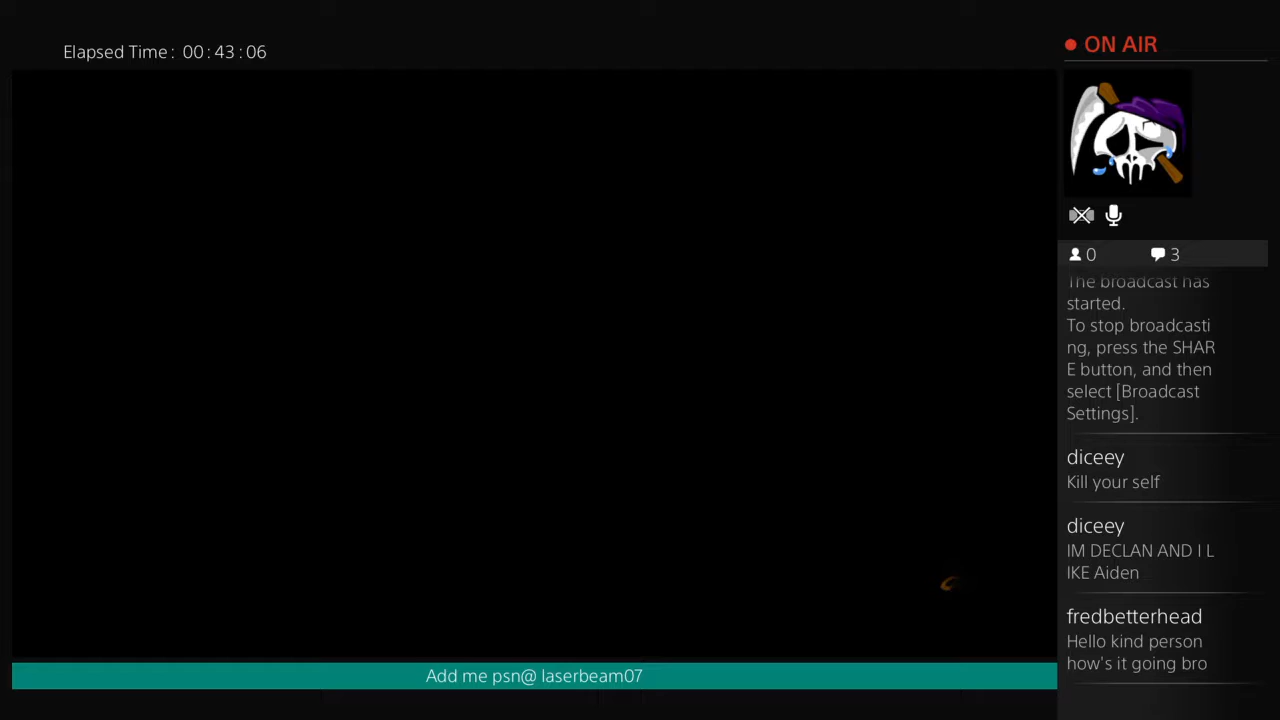 Elapsed Time: 00:43:06
ON AIR
0 3
The broadcast has
started.
To stop broadcasti
ng, press the SHAR
E button, and then
select [Broadcast
Settings].
diceey
Kill your self
diceey
IM DECLAN AND I L
IKE Aiden
fredbetterhead
Hello kind person
how's it going bro
Add me psn@ laserbeam07